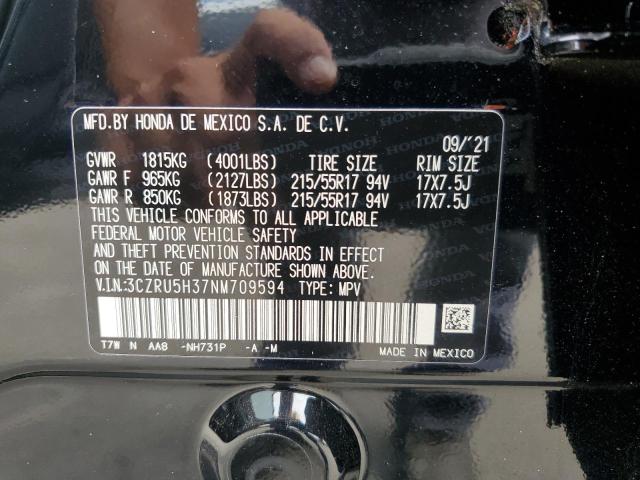 MFD.BY HONDA DE MEXICO S.A. DE C.V.
09/'21
GVWR 1815KG (4001LBS) TIRE SIZE RIM SIZE
GAWR F 965KG (2127LBS) 215/55R17 94V 17X7.5J
GAWR R 850KG (1873LBS) 215/55R17 94V 17X7.5J
THIS VEHICLE CONFORMS TO ALL APPLICABLE
FEDERAL MOTOR VEHICLE SAFETY
AND THEFT PREVENTION STANDARDS IN EFFECT
ON THE DATE OF MANUFACTURE SHOWN ABOVE.
V.I.N:3CZRU5H37NM709594 TYPE: MPV
T7W N AA8 -NH731P -A -M MADE IN MEXICO